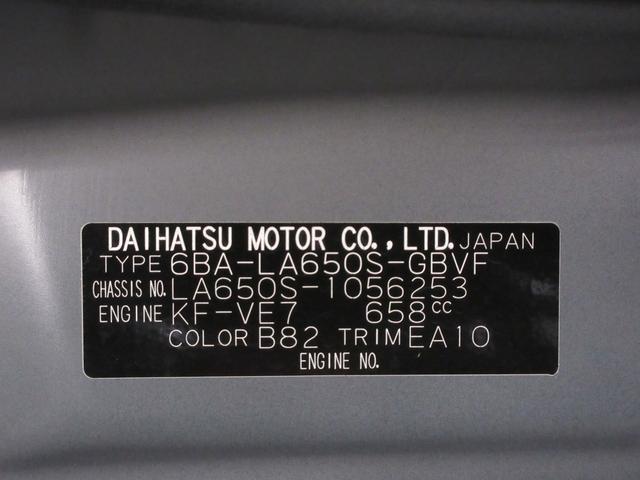 DAIHATSU MOTOR CO.,LTD. JAPAN
TYPE 6BA-LA650S-GBVF
CHASSIS NO. LA650S-1056253
ENGINE KF-VE7 658cc
COLOR B82 TRIM EA10
ENGINE NO.